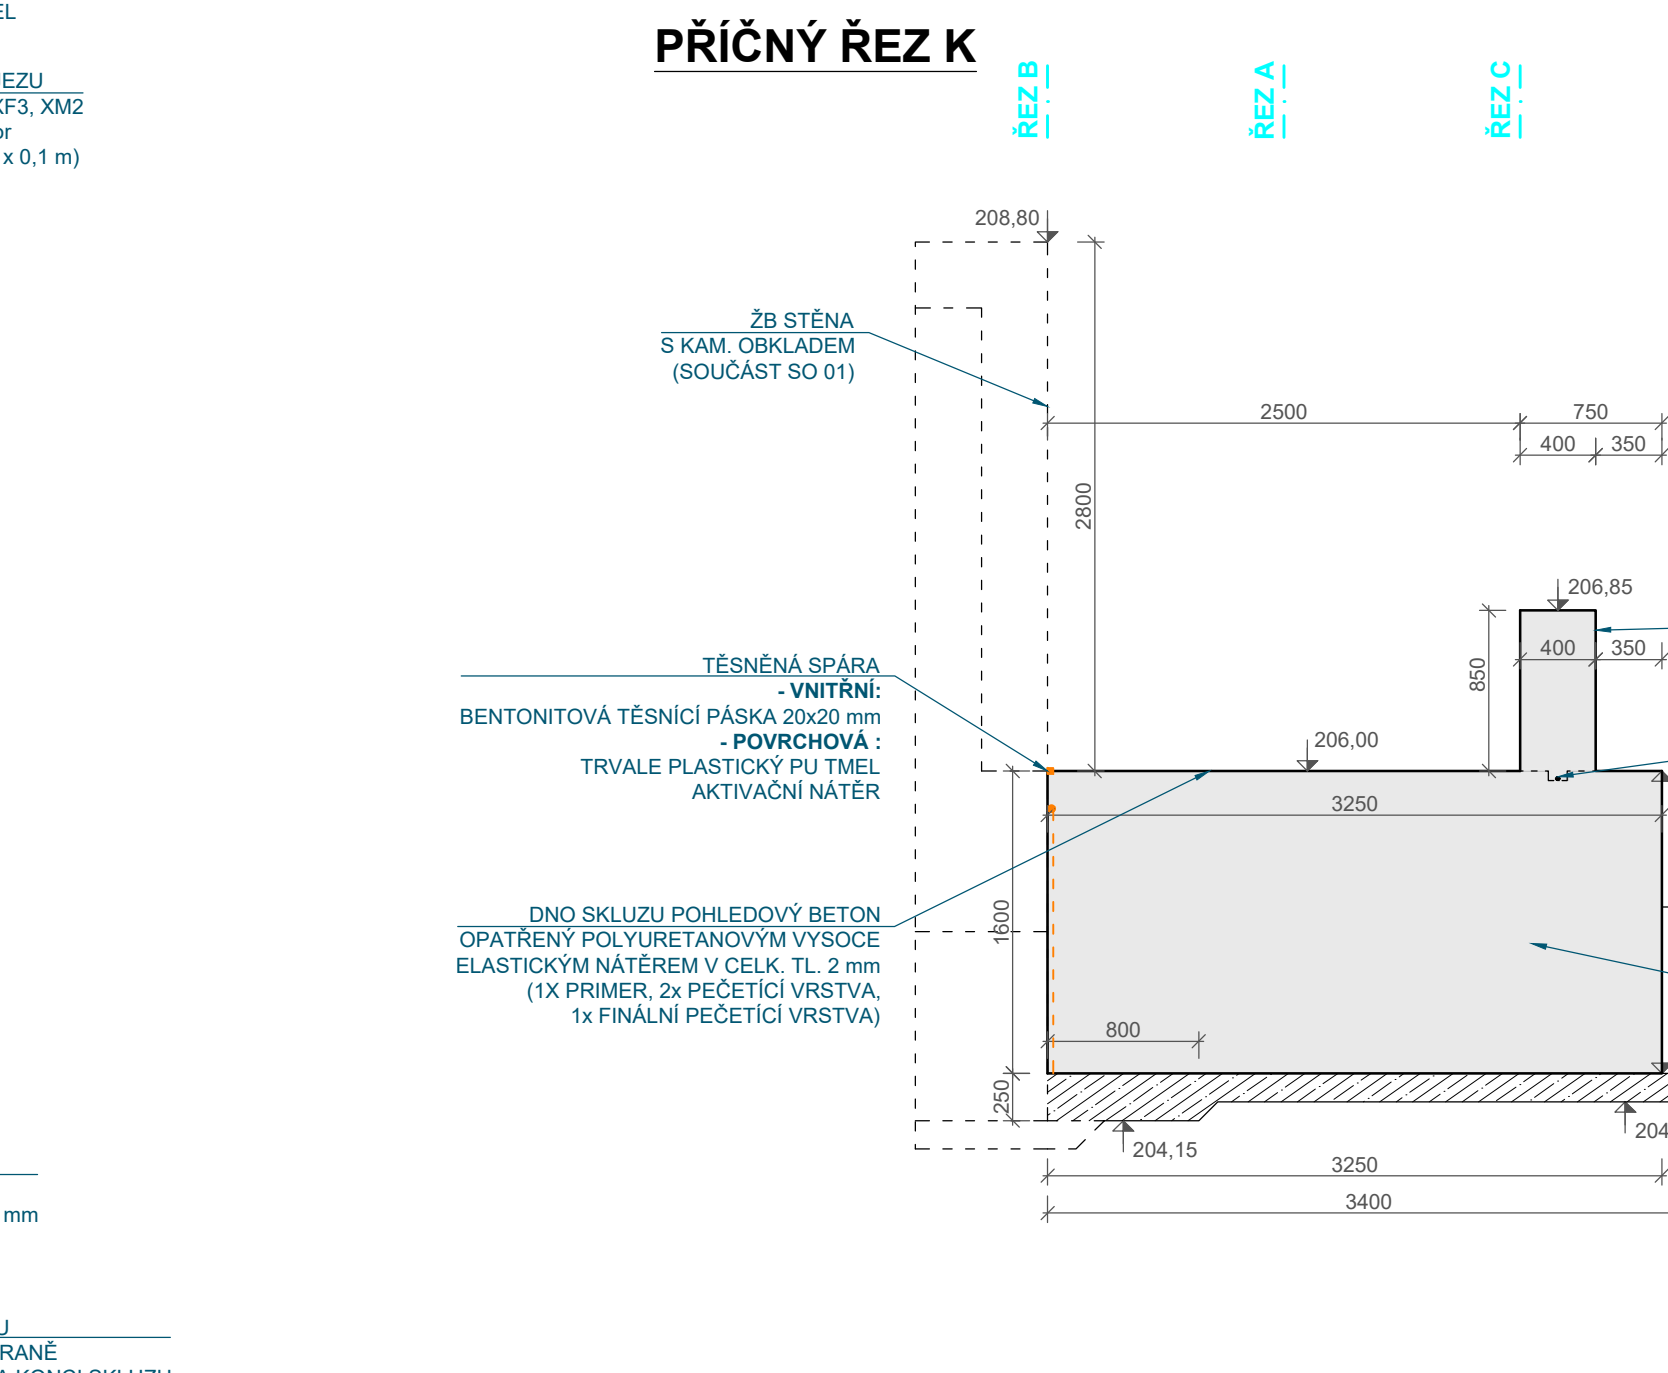 PŘÍČNÝ ŘEZ K
XF3, XM2
x 0,1 m)
ŘEZ B
ŘEZ A
ŘEZ C
208,80
ŽB STĚNA
S KAM. OBKLADEM
(SOUČÁST SO 01)
2500
750
400
350
2800
206,85
850
400
350
TĚSNĚNÁ SPÁRA
- VNITŘNÍ:
BENTONITOVÁ TĚSNÍCÍ PÁSKA 20x20 mm
- POVRCHOVÁ :
TRVALE PLASTICKÝ PU TMEL
AKTIVAČNÍ NÁTĚR
206,00
3250
DNO SKLUZU POHLEDOVÝ BETON
OPATŘENÝ POLYURETANOVÝM VYSOCE
ELASTICKÝM NÁTĚREM V CELK. TL. 2 mm
(1X PRIMER, 2x PEČETÍCÍ VRSTVA,
1x FINÁLNÍ PEČETÍCÍ VRSTVA)
1600
800
250
204,15
204
3250
3400
mm